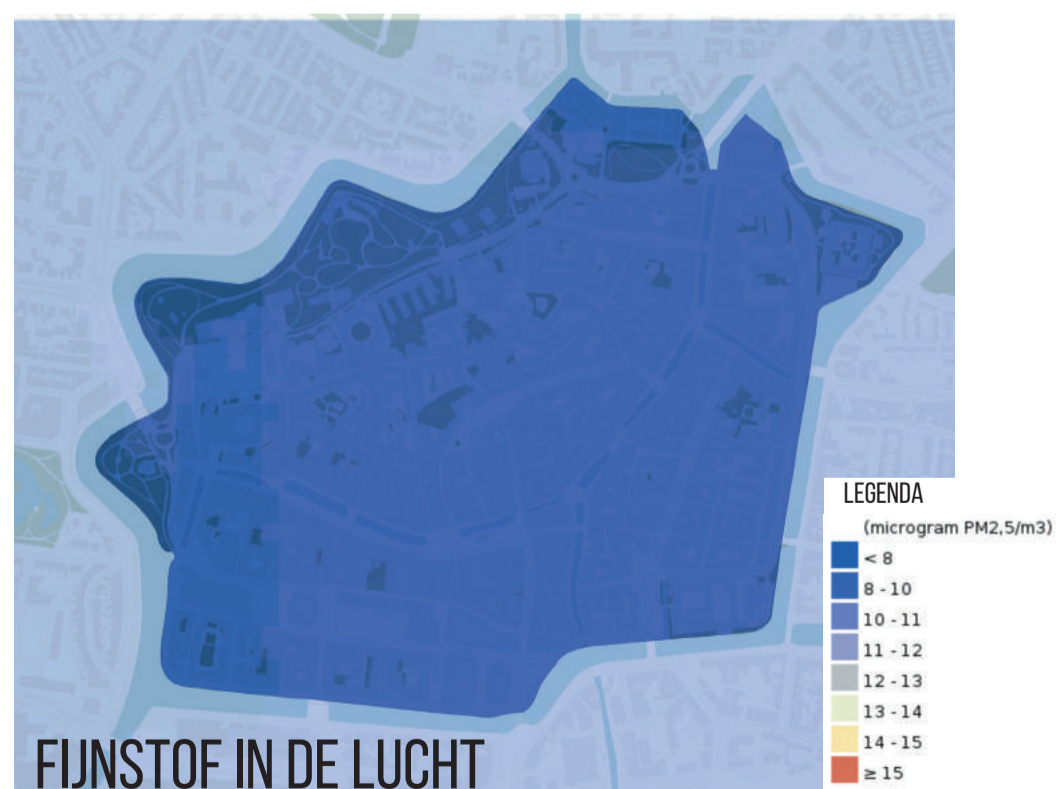 LEGENDA
(microgram PM2,5/m3)
< 8
8 - 10
10 - 11
11 - 12
12 - 13
13 - 14
14 - 15
≥ 15
FIJNSTOF IN DE LUCHT